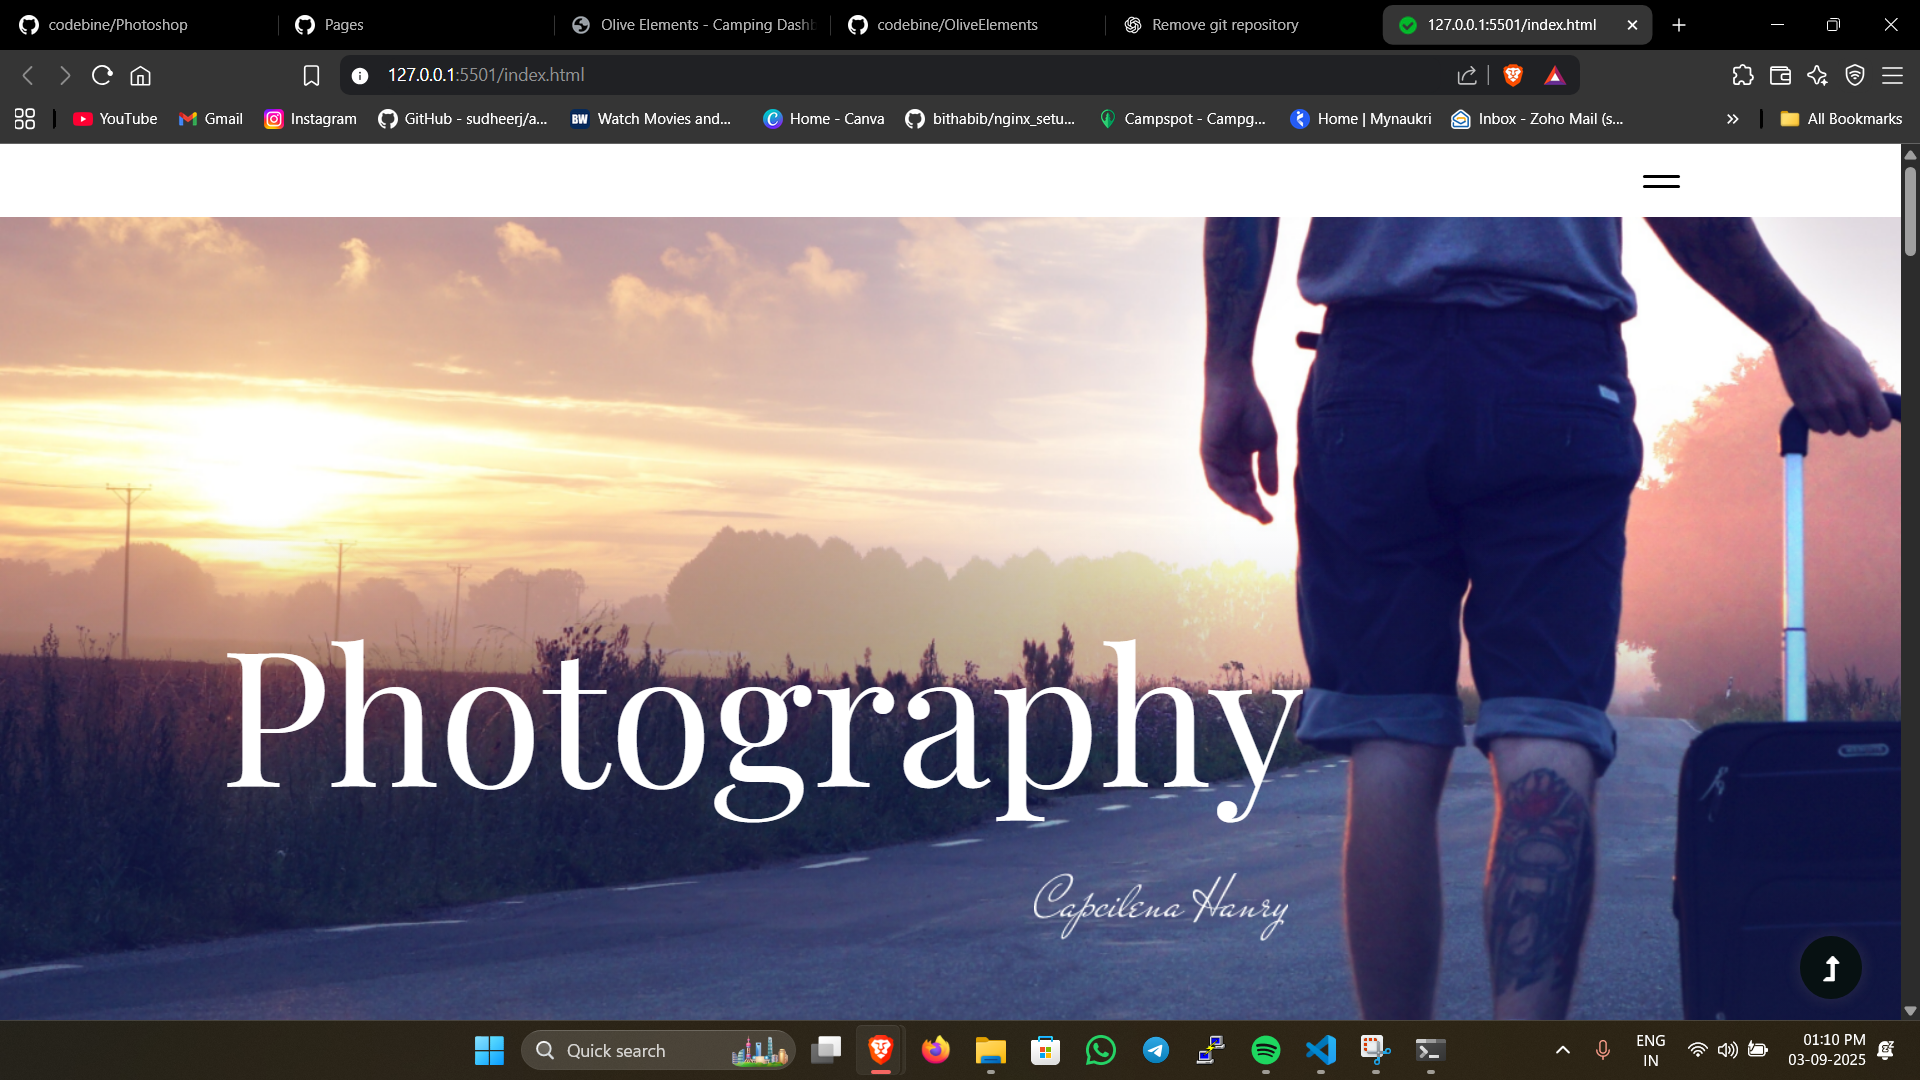 codebine/Photoshop
Pages
Olive Elements - Camping Dashb
codebine/OliveElements
Remove git repository
127.0.0.1:5501/index.html
127.0.0.1:5501/index.html
YouTube
Gmail
Instagram
GitHub - sudheerj/a...
BW
Watch Movies and...
Home - Canva
bithabib/nginx_setu...
Campspot - Campg...
Home | Mynaukri
Inbox - Zoho Mail (s...
All Bookmarks
Photography
Capcilena Hanry
Quick search
ENG
IN
01:10 PM
03-09-2025